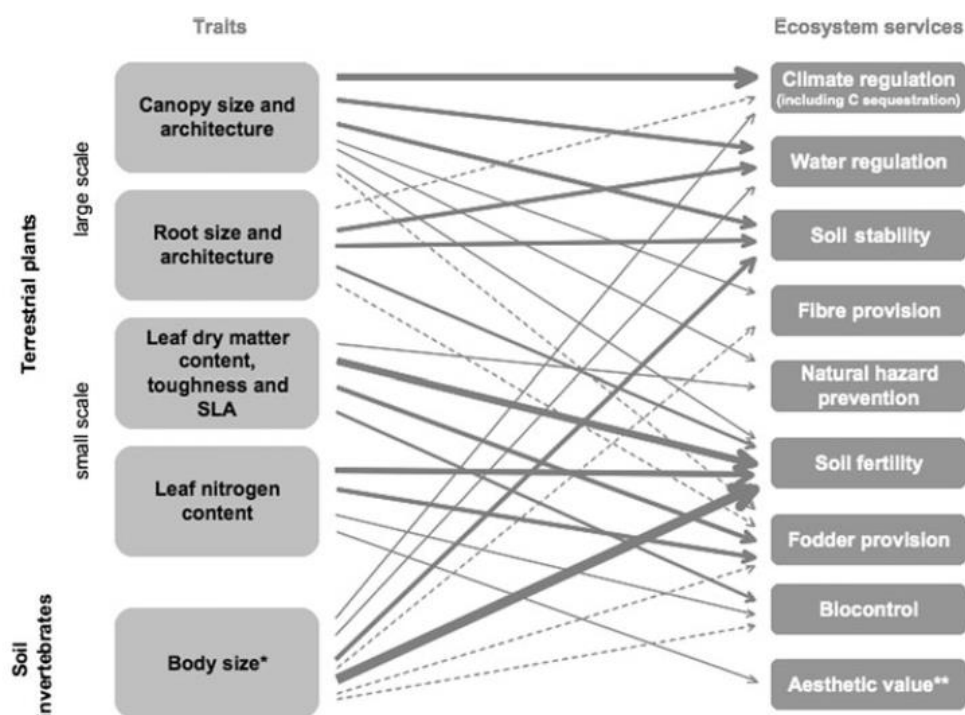 Traits
Ecosystem services
Terrestrial plants
large scale
small scale
Soil
invertebrates
Canopy size and
architecture
Root size and
architecture
Leaf dry matter
content,
toughness and
SLA
Leaf nitrogen
content
Body size*
Climate regulation
(including C sequestration)
Water regulation
Soil stability
Fibre provision
Natural hazard
prevention
Soil fertility
Fodder provision
Biocontrol
Aesthetic value**